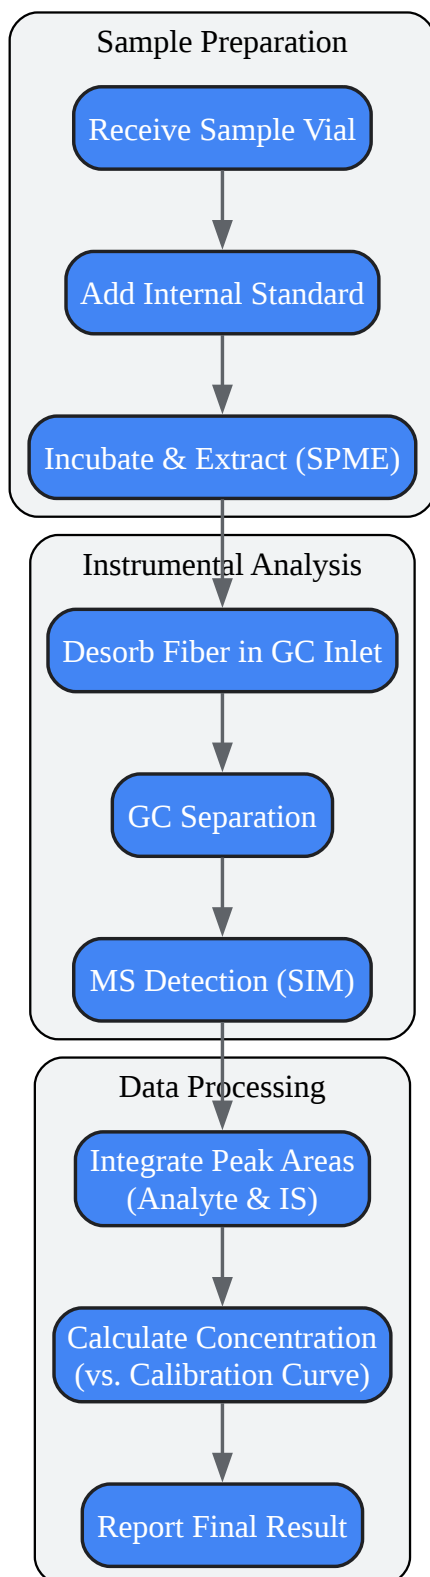 Sample Preparation
Receive Sample Vial
Add Internal Standard
Incubate & Extract (SPME)
Instrumental Analysis
Desorb Fiber in GC Inlet
GC Separation
MS Detection (SIM)
Data Processing
Integrate Peak Areas
(Analyte & IS)
Calculate Concentration
(vs. Calibration Curve)
Report Final Result